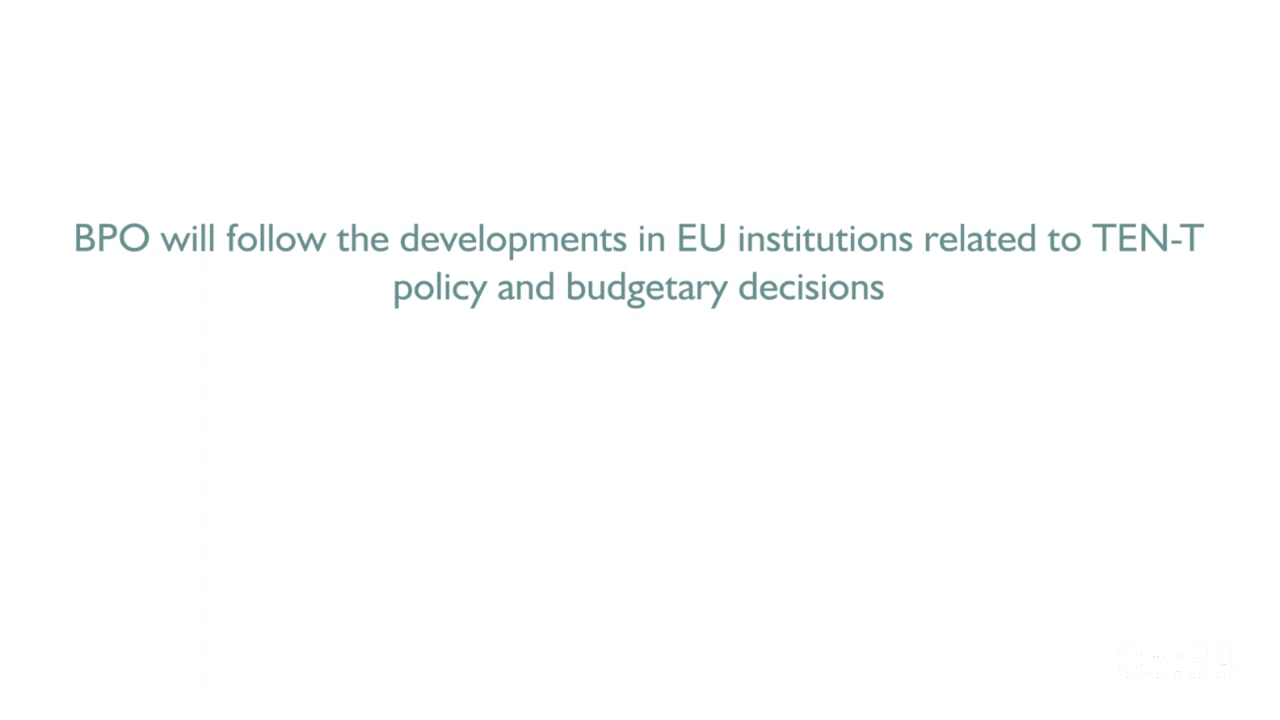 BPO will follow the developments in EU institutions related to TEN-T
policy and budgetary decisions